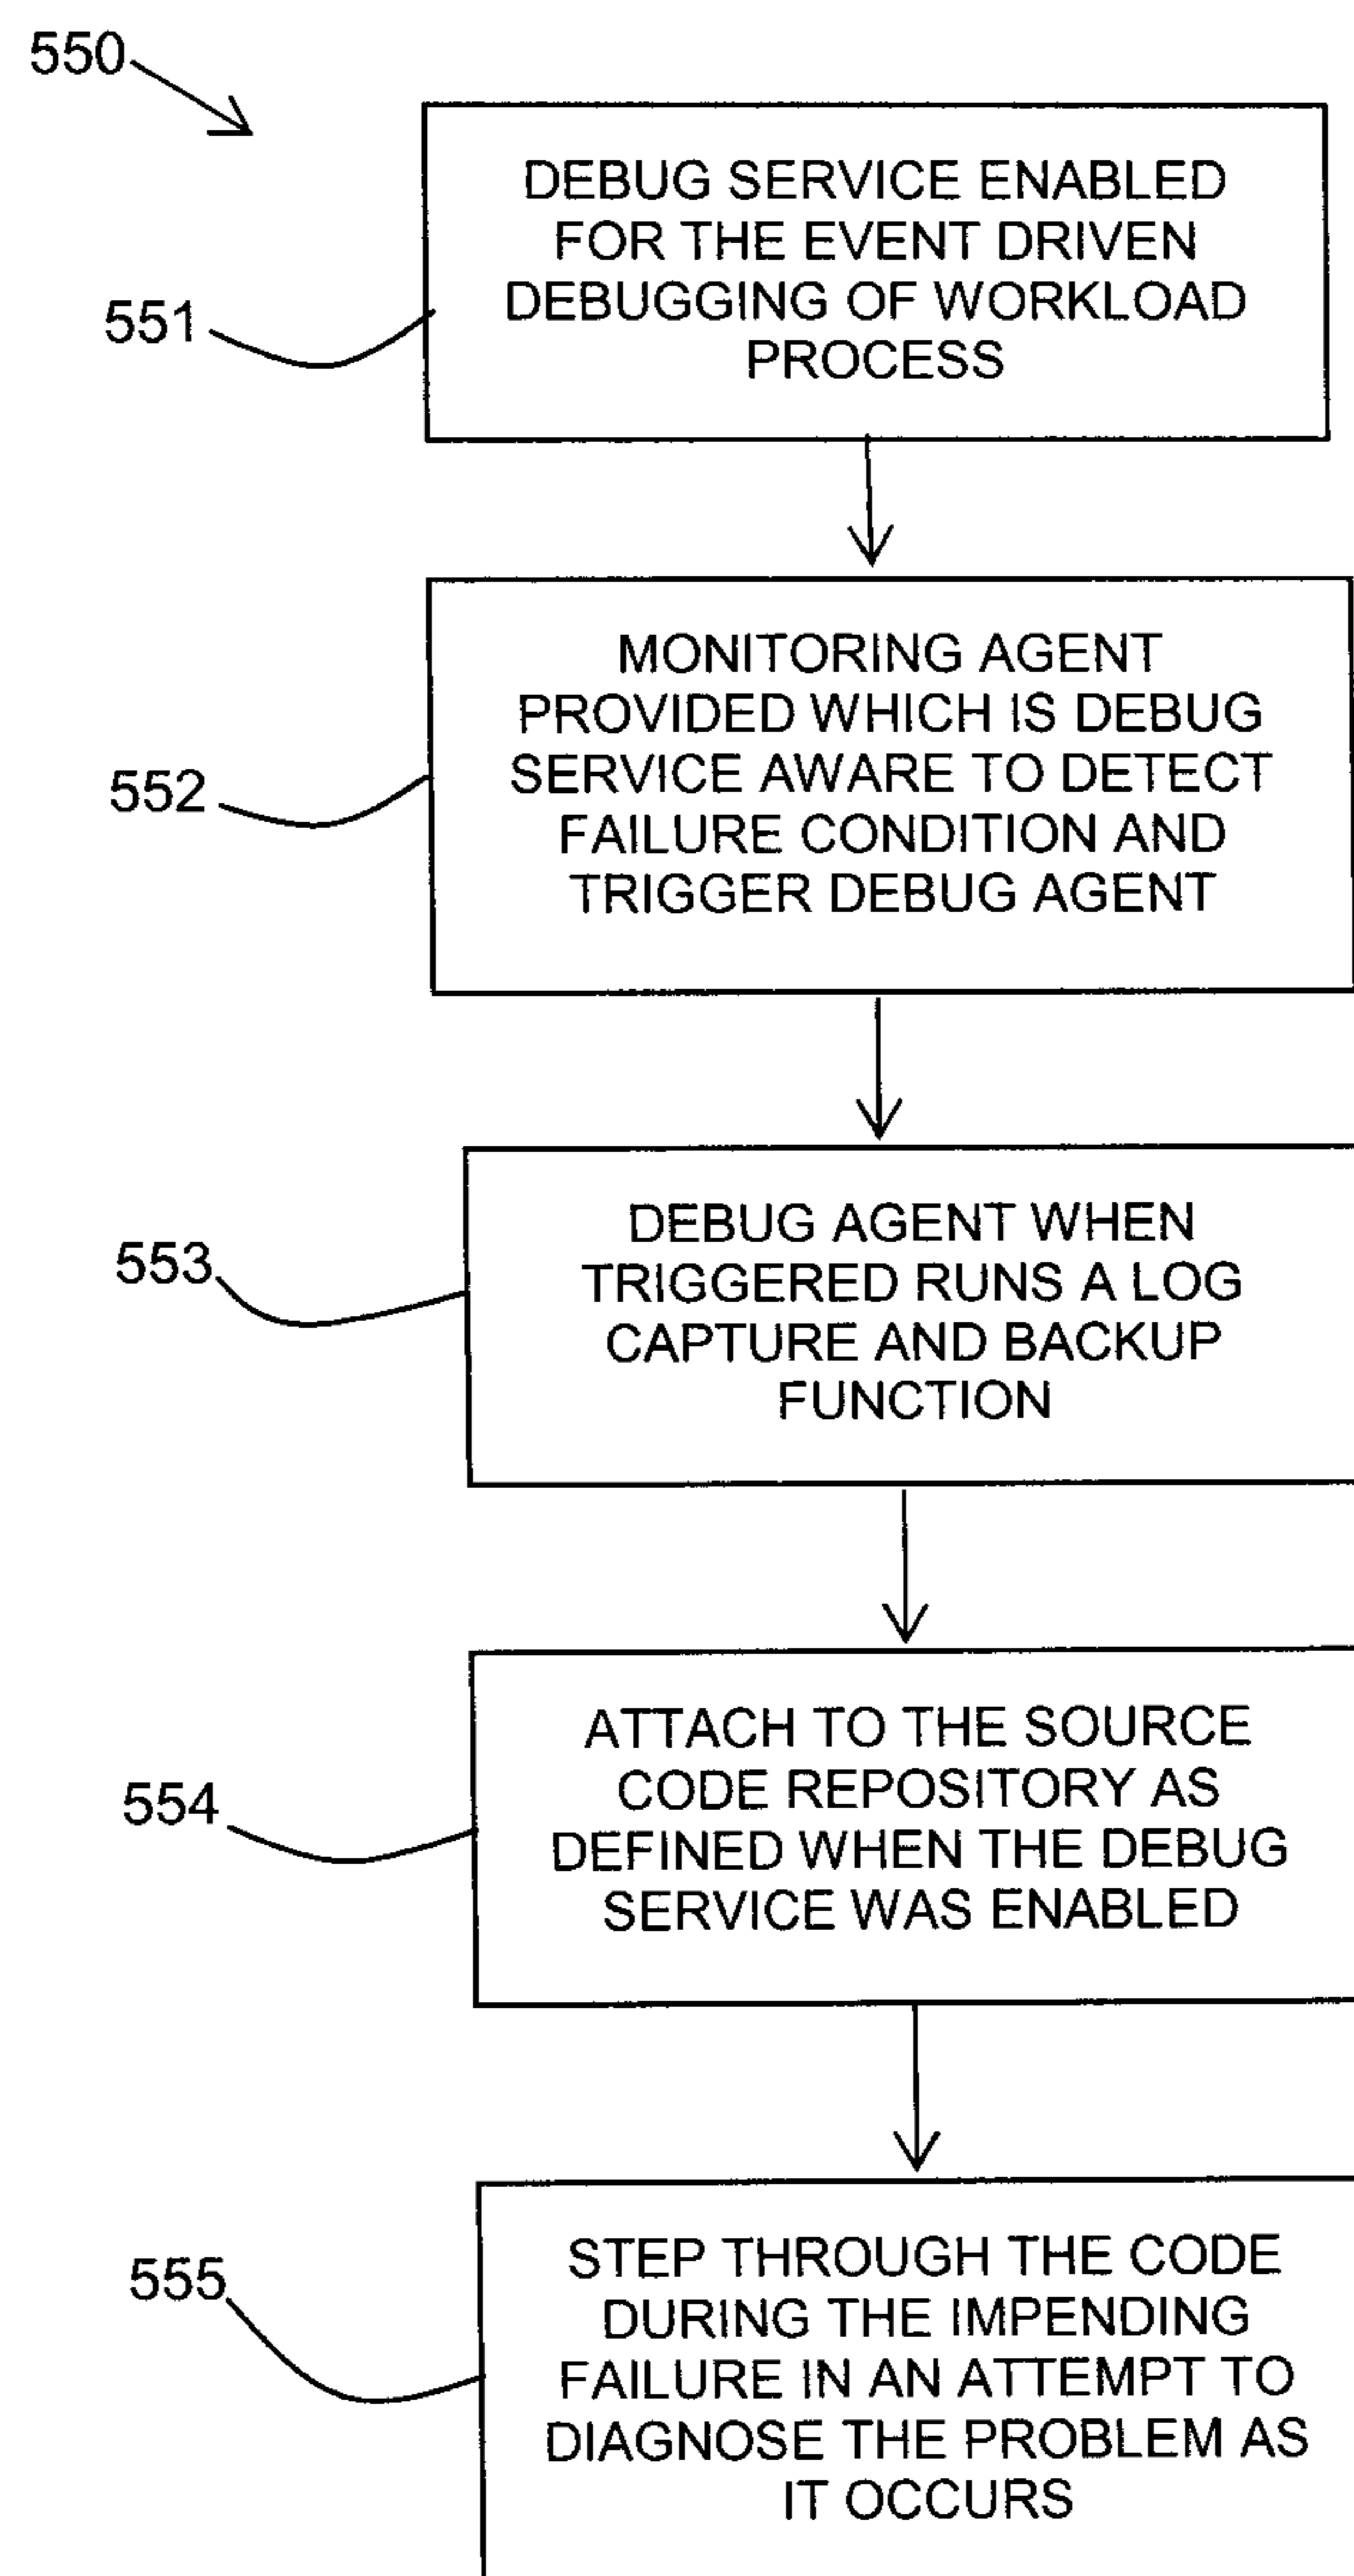 550
DEBUG SERVICE ENABLED
FOR THE EVENT DRIVEN
DEBUGGING OF WORKLOAD
PROCESS
551
MONITORING AGENT
PROVIDED WHICH IS DEBUG
SERVICE AWARE TO DETECT
FAILURE CONDITION AND
TRIGGER DEBUG AGENT
552
DEBUG AGENT WHEN
TRIGGERED RUNS A LOG
CAPTURE AND BACKUP
FUNCTION
553
ATTACH TO THE SOURCE
CODE REPOSITORY AS
DEFINED WHEN THE DEBUG
SERVICE WAS ENABLED
554
STEP THROUGH THE CODE
DURING THE IMPENDING
FAILURE IN AN ATTEMPT TO
DIAGNOSE THE PROBLEM AS
IT OCCURS
555